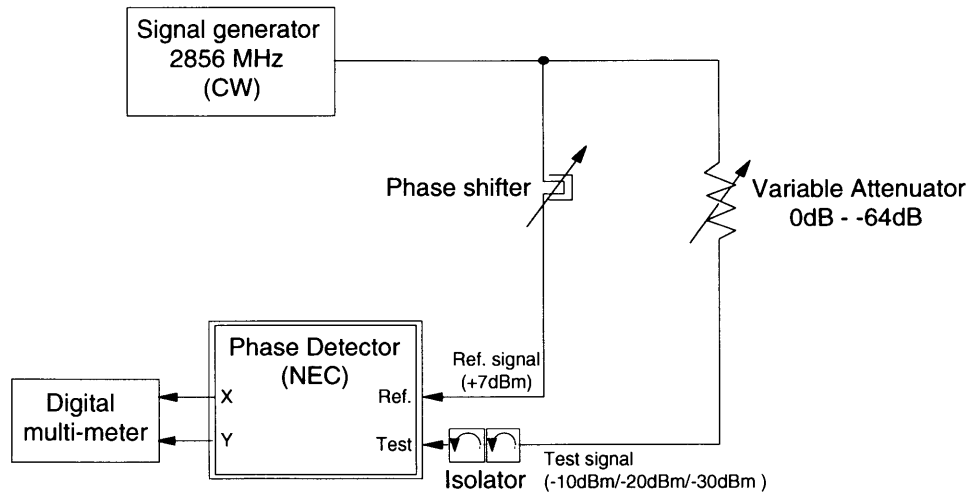 Signal generator
2856 MHz
(CW)
Phase shifter
Variable Attenuator
0dB - -64dB
Phase Detector
(NEC)
Ref. signal
(+7dBm)
X
Ref.
Digital
multi-meter
Y
Test
Isolator
Test signal
(-10dBm/-20dBm/-30dBm )